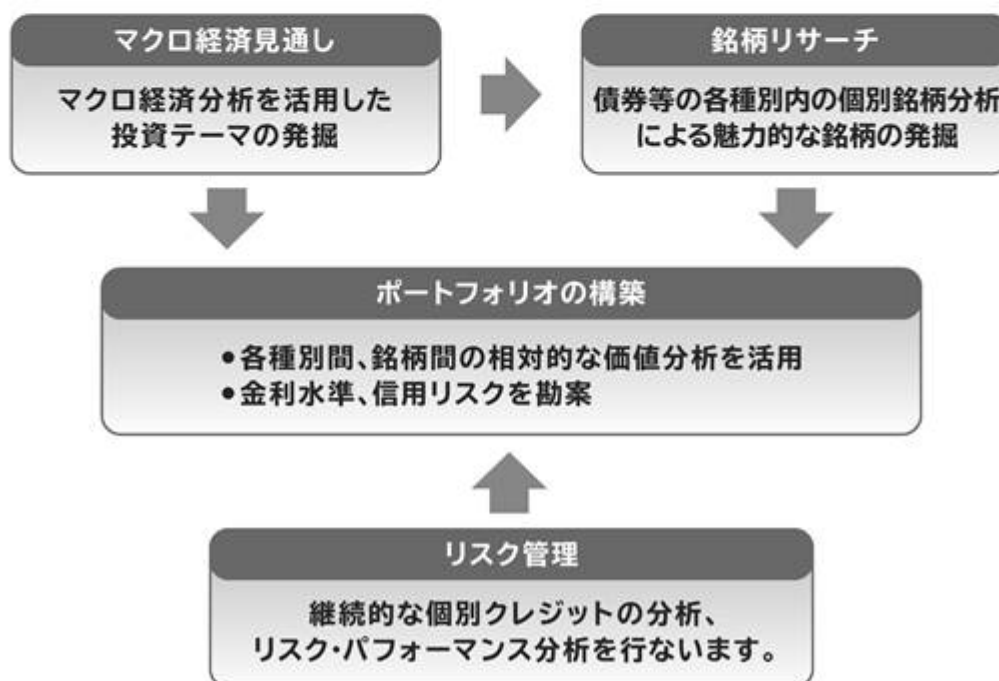 マクロ経済見通し
マクロ経済分析を活用した
投資テーマの発掘
銘柄リサーチ
債券等の各種別内の個別銘柄分析
による魅力的な銘柄の発掘
ポートフォリオの構築
●各種別間、銘柄間の相対的な価値分析を活用
●金利水準、信用リスクを勘案
リスク管理
継続的な個別クレジットの分析、
リスク・パフォーマンス分析を行ないます。